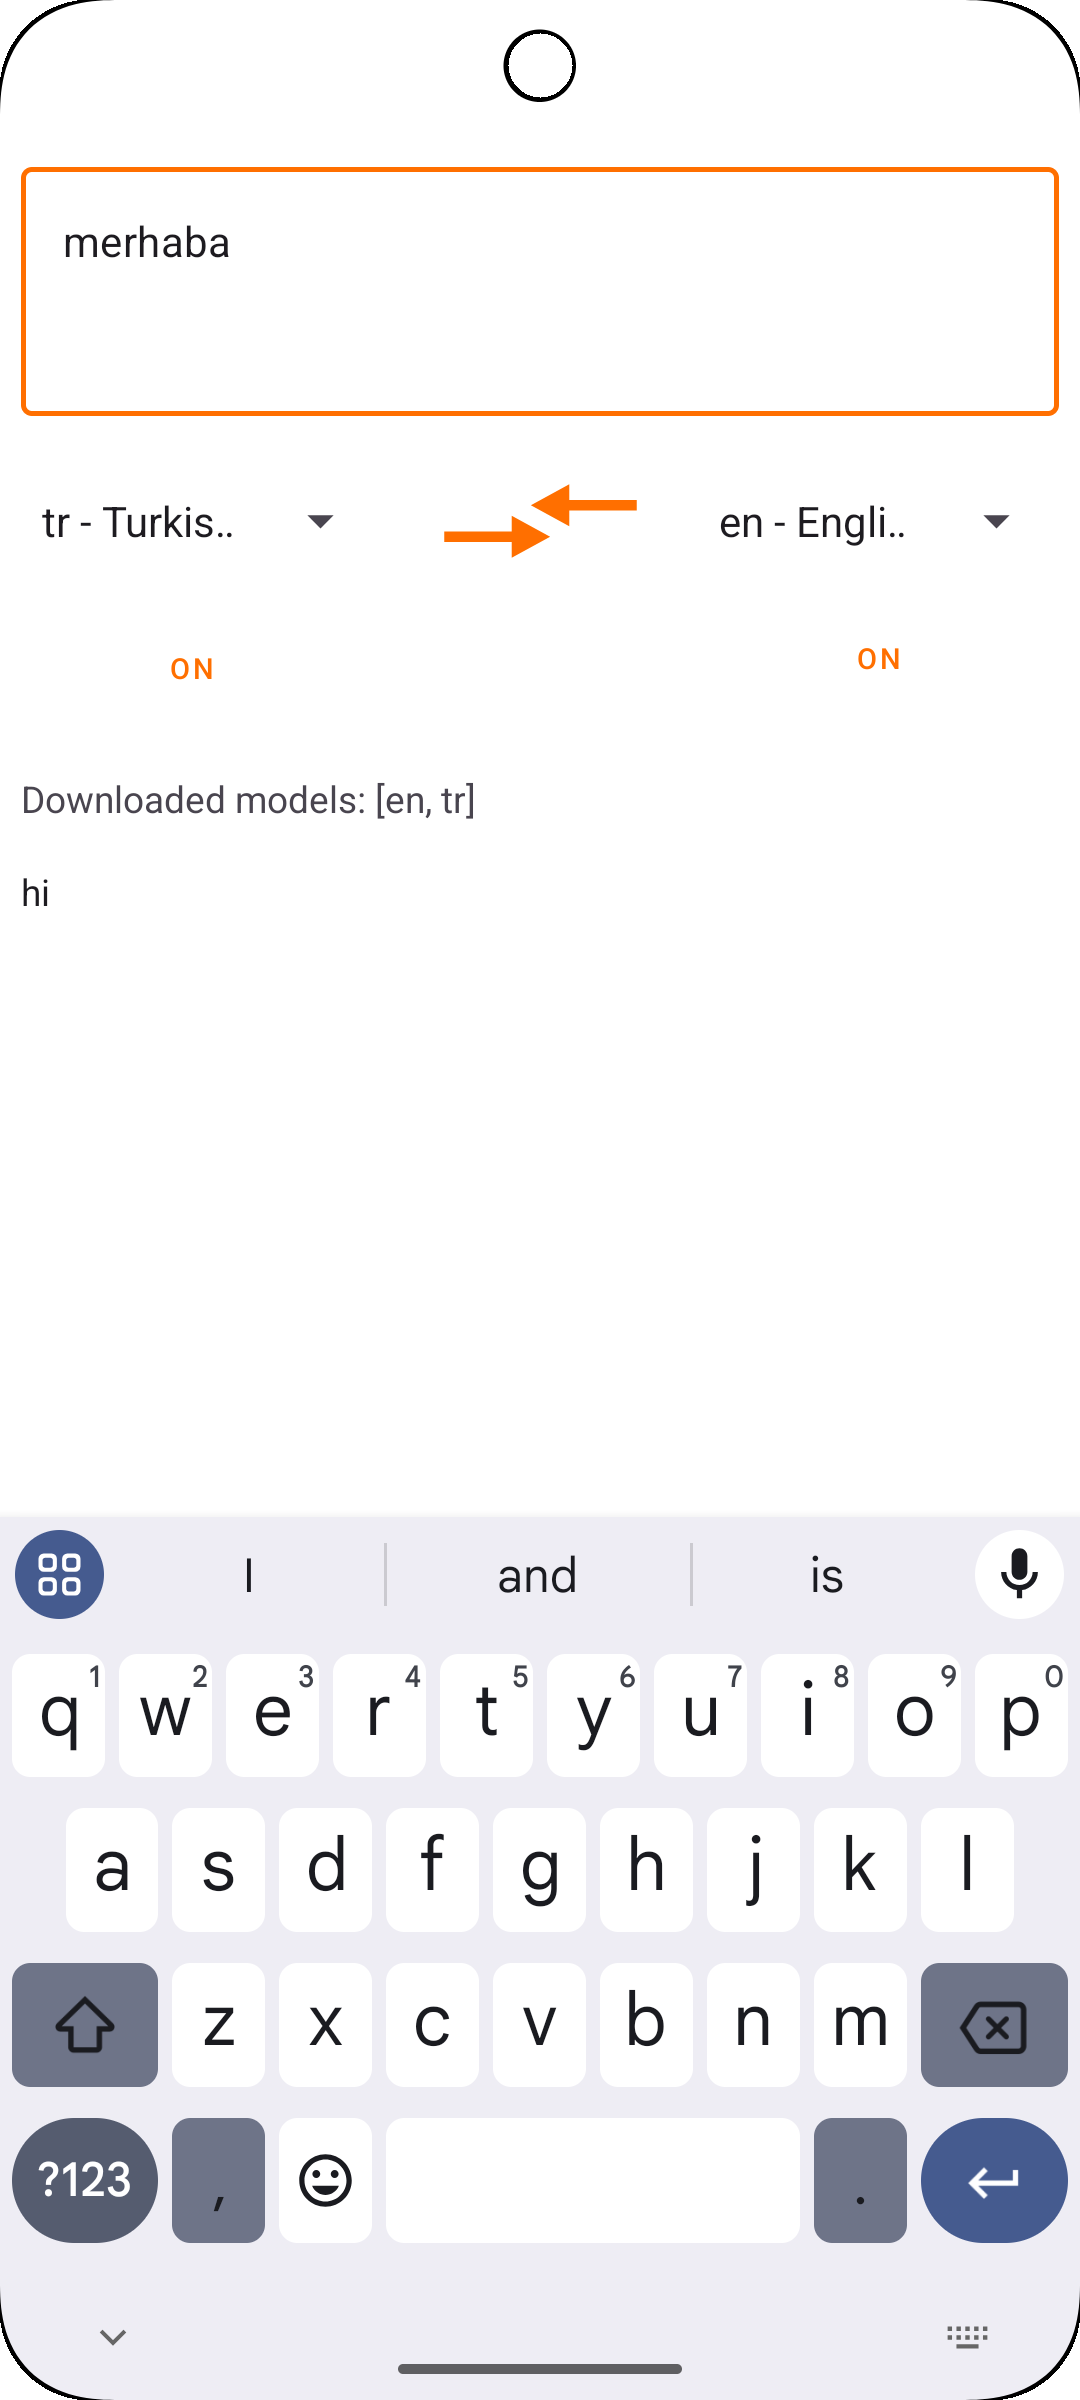 merhaba
tr - Turkis..
en - Engli..
ON
ON
Downloaded models: [en, tr]
hi
I and is
q1 w2 e3 r4 t5 y6 u7 i8 o9 p0
a s d f g h j k l
z x c v b n m
?123 , .